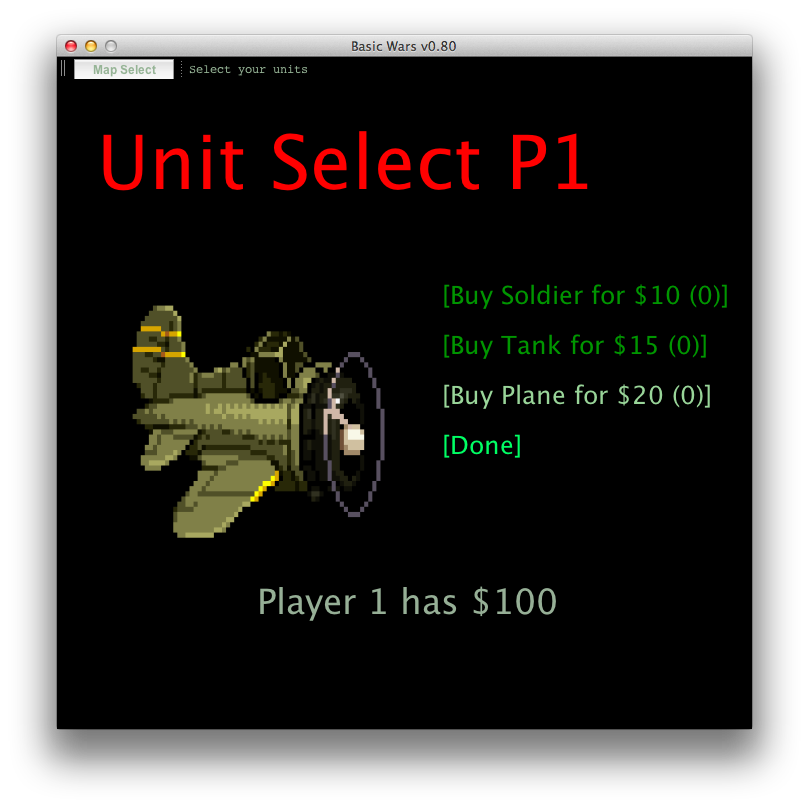 Basic Wars v0.80
Map Select Select your units
Unit Select P1
[Buy Soldier for $10 (0)]
[Buy Tank for $15 (0)]
[Buy Plane for $20 (0)]
[Done]
Player 1 has $100